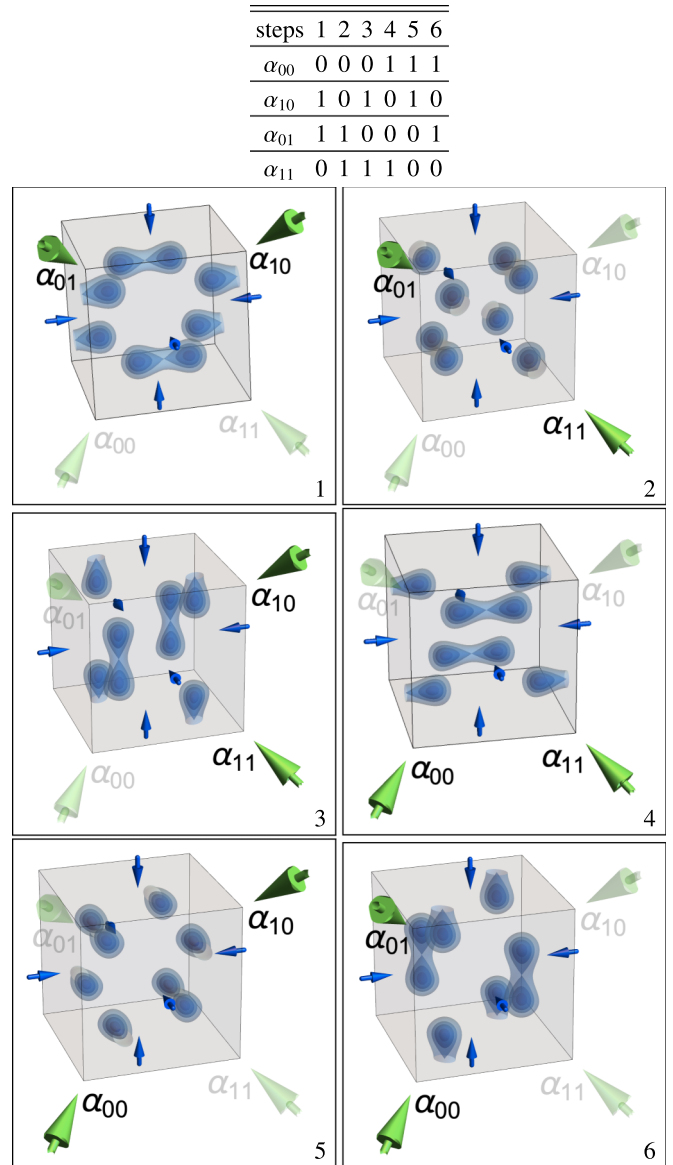 steps 1 2 3 4 5 6
α₀₀ 0 0 0 1 1 1
α₁₀ 1 0 1 0 1 0
α₀₁ 1 1 0 0 0 1
α₁₁ 0 1 1 1 0 0
α₀₁ α₁₀
α₀₀ α₁₁
1
α₀₁ α₁₀
α₀₀ α₁₁
2
α₀₁ α₁₀
α₀₀ α₁₁
3
α₀₁ α₁₀
α₀₀ α₁₁
4
α₀₁ α₁₀
α₀₀ α₁₁
5
α₀₁ α₁₀
α₀₀ α₁₁
6